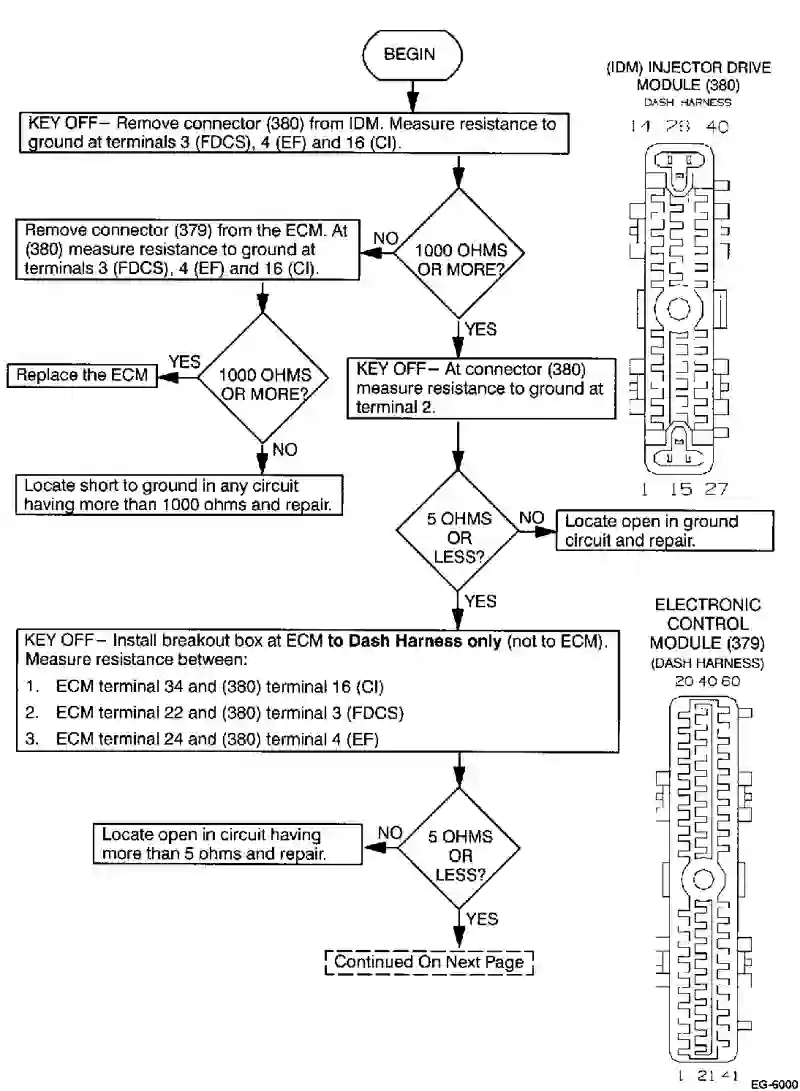 BEGIN
(IDM) INJECTOR DRIVE
MODULE (380)
DASH HARNESS
14 28 40
KEY OFF– Remove connector (380) from IDM. Measure resistance to
ground at terminals 3 (FDCS), 4 (EF) and 16 (CI).
Remove connector (379) from the ECM. At
(380) measure resistance to ground at
terminals 3 (FDCS), 4 (EF) and 16 (CI).
NO
1000 OHMS
OR MORE?
YES
Replace the ECM
YES
1000 OHMS
OR MORE?
NO
KEY OFF– At connector (380)
measure resistance to ground at
terminal 2.
Locate short to ground in any circuit
having more than 1000 ohms and repair.
1 15 27
5 OHMS
OR
LESS?
NO
Locate open in ground
circuit and repair.
YES
KEY OFF– Install breakout box at ECM to Dash Harness only (not to ECM).
Measure resistance between:
1. ECM terminal 34 and (380) terminal 16 (CI)
2. ECM terminal 22 and (380) terminal 3 (FDCS)
3. ECM terminal 24 and (380) terminal 4 (EF)
ELECTRONIC
CONTROL
MODULE (379)
(DASH HARNESS)
20 40 60
Locate open in circuit having
more than 5 ohms and repair.
NO
5 OHMS
OR
LESS?
YES
Continued On Next Page
1 21 41
EG-6000